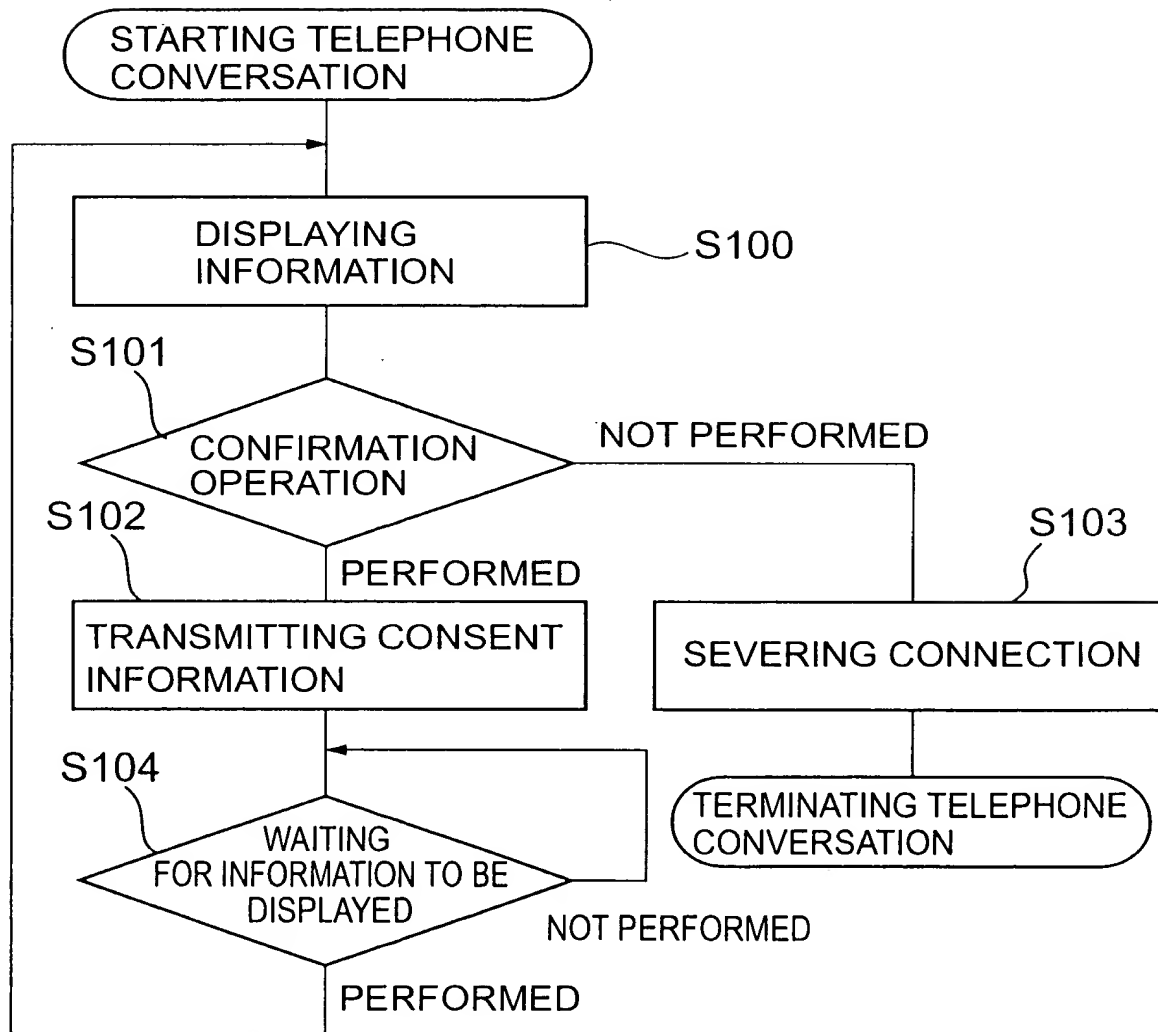 STARTING TELEPHONE
CONVERSATION
DISPLAYING
INFORMATION
S100
S101
CONFIRMATION
OPERATION
NOT PERFORMED
S102
PERFORMED
S103
TRANSMITTING CONSENT
INFORMATION
SEVERING CONNECTION
S104
WAITING
FOR INFORMATION TO BE
DISPLAYED
NOT PERFORMED
TERMINATING TELEPHONE
CONVERSATION
PERFORMED